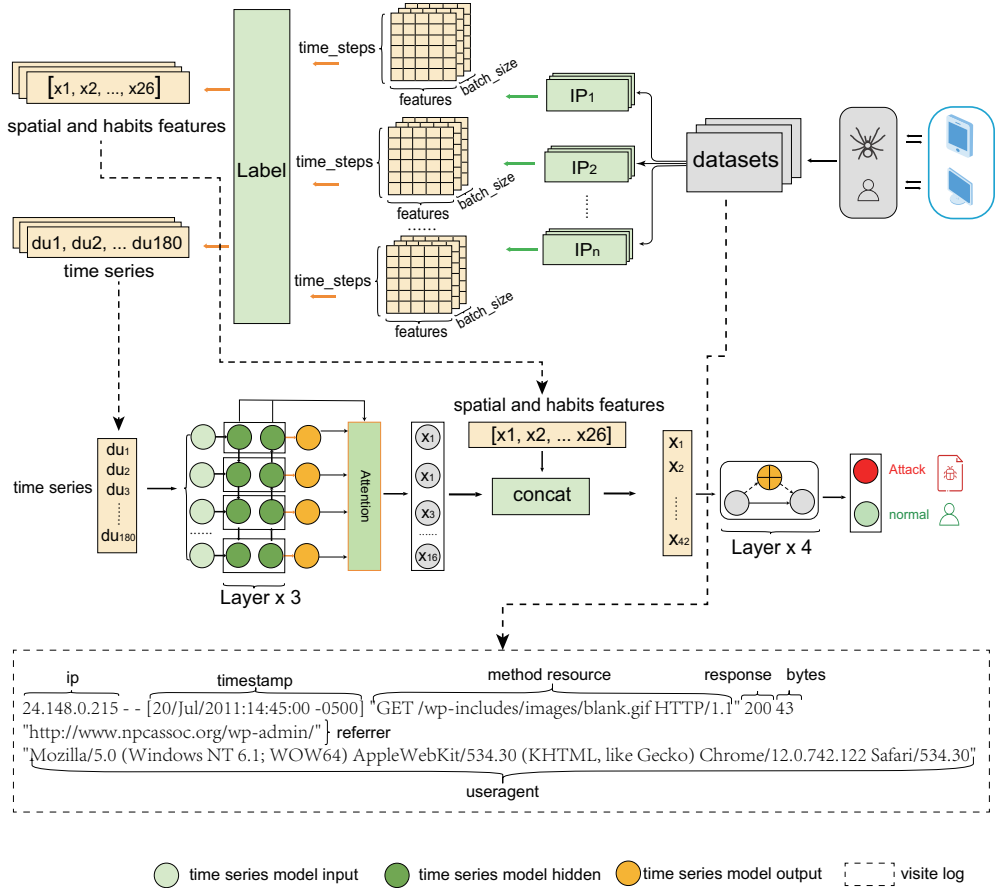 time_steps
batch_size
features
[x1, x2, ..., x26]
spatial and habits features
IP1
time_steps
batch_size
features
......
Label
IP2
......
datasets
=
=
du1, du2, ... du180
time series
IPn
time_steps
batch_size
features
spatial and habits features
[x1, x2, ... x26]
time series
du1
du2
du3
......
du180
......
Layer x 3
Attention
x1
x1
x3
......
x16
concat
x1
x2
......
x42
Layer x 4
Attack
normal
ip
timestamp
method resource
response
bytes
24.148.0.215 - - [20/Jul/2011:14:45:00 -0500] "GET /wp-includes/images/blank.gif HTTP/1.1" 200 43
"http://www.npcassoc.org/wp-admin/" referrer
"Mozilla/5.0 (Windows NT 6.1; WOW64) AppleWebKit/534.30 (KHTML, like Gecko) Chrome/12.0.742.122 Safari/534.30"
useragent
time series model input
time series model hidden
time series model output
visite log